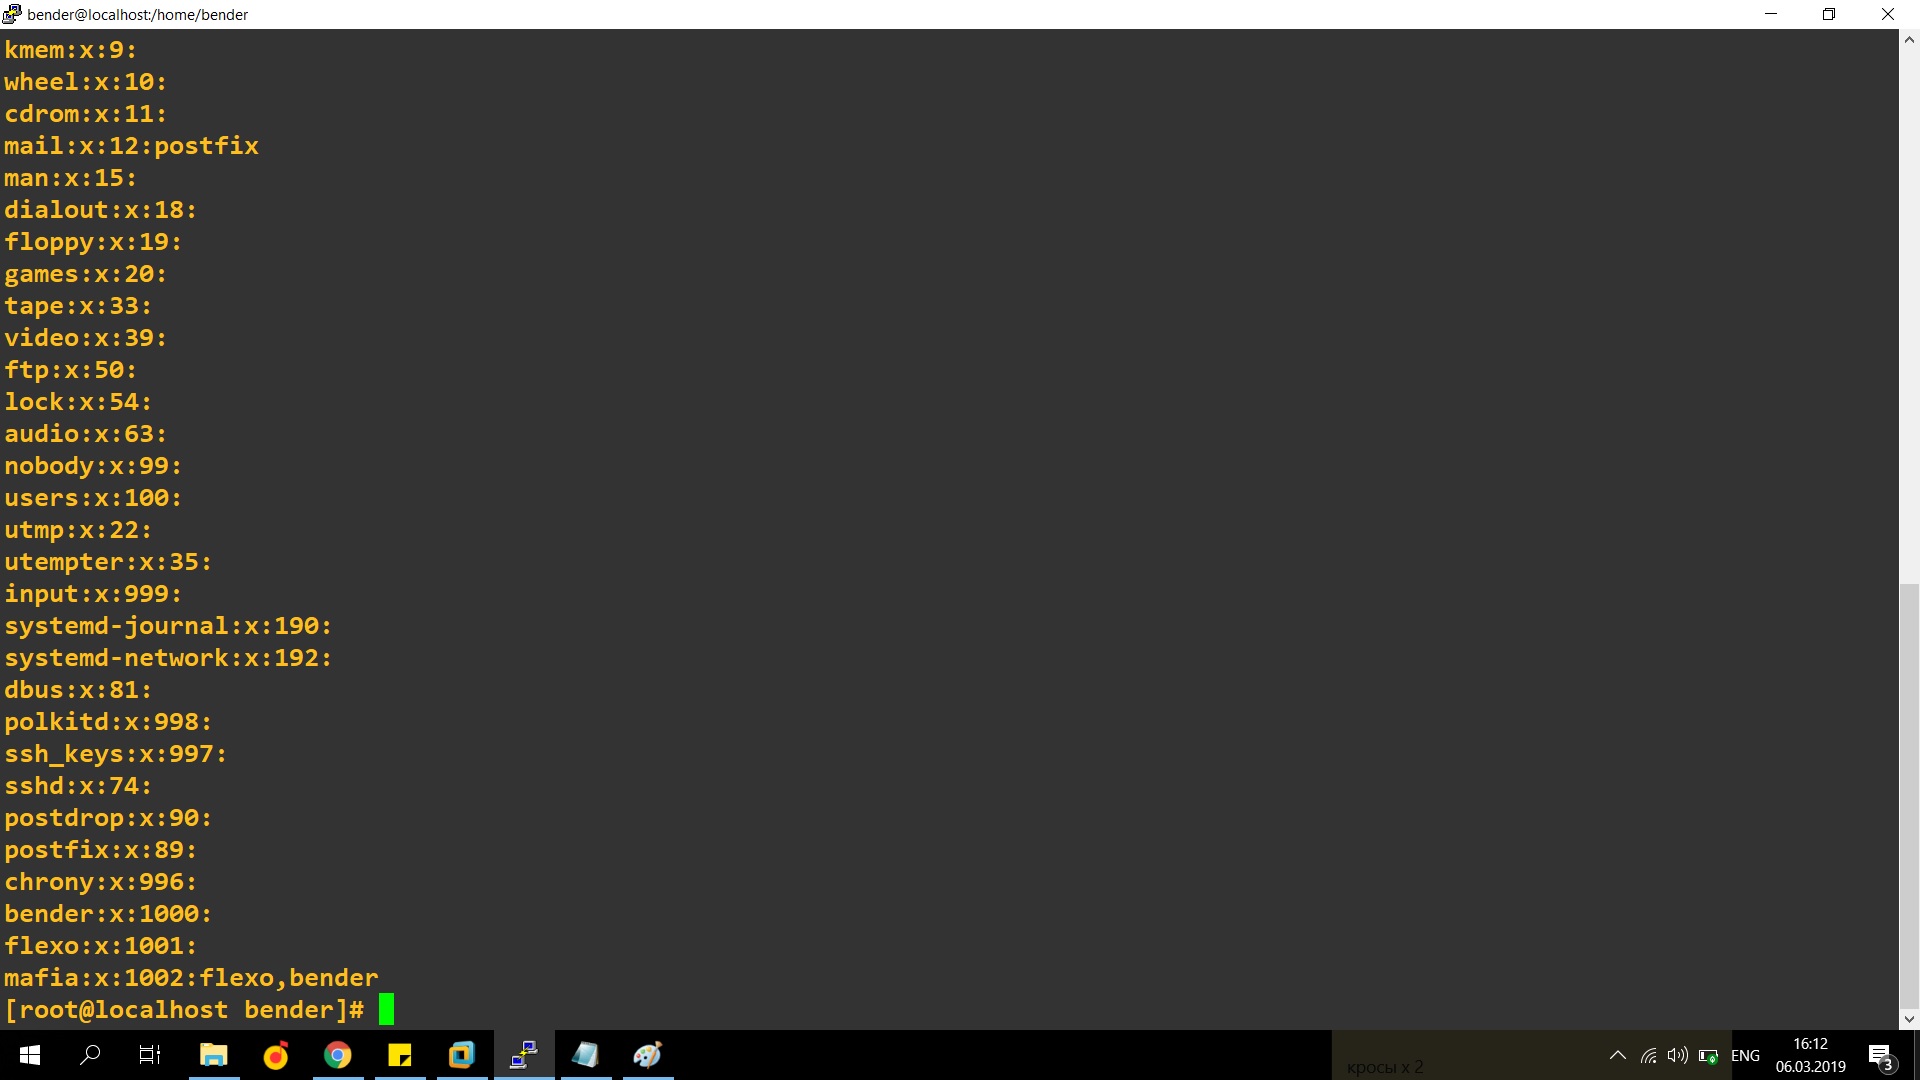 bender@localhost:/home/bender
kmem:x:9:
wheel:x:10:
cdrom:x:11:
mail:x:12:postfix
man:x:15:
dialout:x:18:
floppy:x:19:
games:x:20:
tape:x:33:
video:x:39:
ftp:x:50:
lock:x:54:
audio:x:63:
nobody:x:99:
users:x:100:
utmp:x:22:
utempter:x:35:
input:x:999:
systemd-journal:x:190:
systemd-network:x:192:
dbus:x:81:
polkitd:x:998:
ssh_keys:x:997:
sshd:x:74:
postdrop:x:90:
postfix:x:89:
chrony:x:996:
bender:x:1000:
flexo:x:1001:
mafia:x:1002:flexo,bender
[root@localhost bender]#
кросы x 2
ENG
16:12
06.03.2019
3